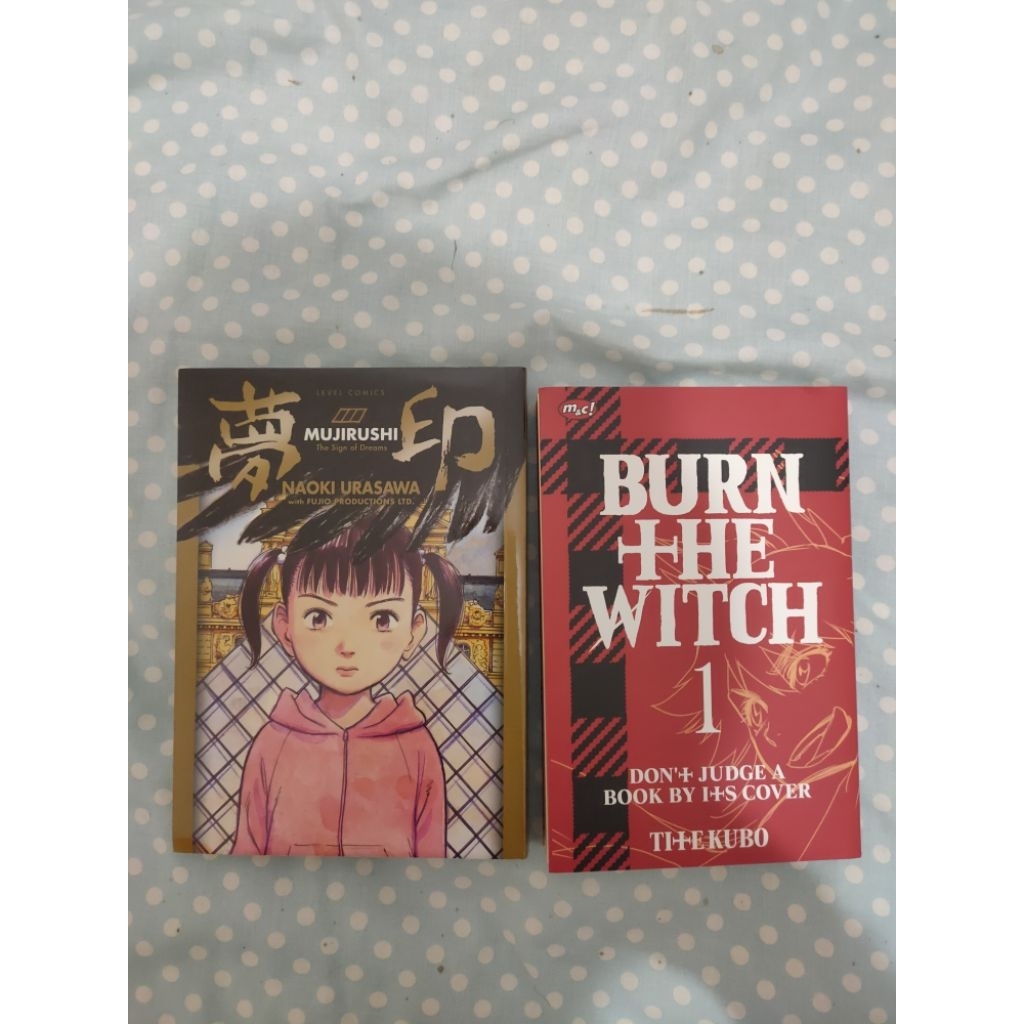 LEVEL COMICS
夢印
MUJIRUSHI
The Sign of Dreams
NAOKI URASAWA
with FUJIO PRODUCTIONS LTD.
m&c!
BURN
THE
WITCH
1
DON'T JUDGE A
BOOK BY ITS COVER
TITE KUBO